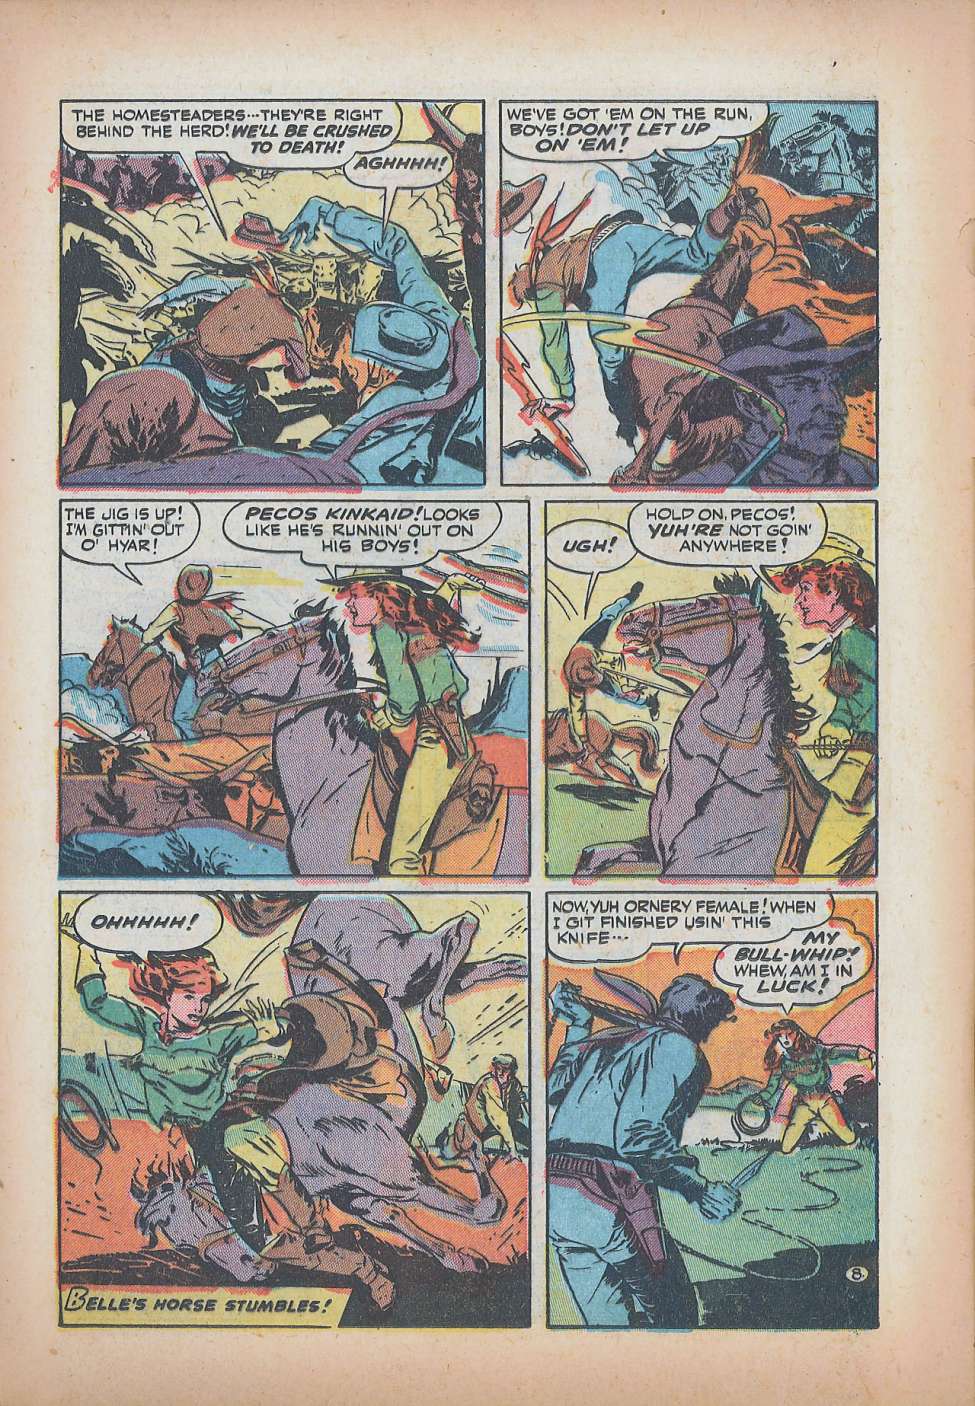 THE HOMESTEADERS---THEY'RE RIGHT
BEHIND THE HERD! WE'LL BE CRUSHED
TO DEATH!
AGHHHH!
WE'VE GOT 'EM ON THE RUN,
BOYS! DON'T LET UP
ON 'EM!
THE JIG IS UP!
I'M GITTIN' OUT
O' HYAR!
PECOS KINKAID! LOOKS
LIKE HE'S RUNNIN' OUT ON
HIS BOYS!
UGH!
HOLD ON, PECOS!
YUH'RE NOT GOIN'
ANYWHERE!
OHHHHH!
BELLE'S HORSE STUMBLES!
NOW, YUH ORNERY FEMALE! WHEN
I GIT FINISHED USIN' THIS
KNIFE---
MY
BULL-WHIP!
WHEW, AM I IN
LUCK!
8